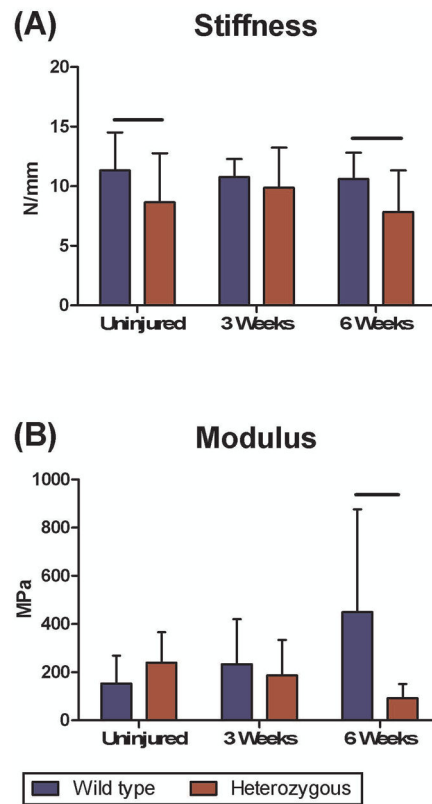 (A) Stiffness
20
15
10
5
0
N/mm
Uninjured 3 Weeks 6 Weeks
(B) Modulus
1000
800
600
400
200
0
MPa
Uninjured 3 Weeks 6 Weeks
Wild type Heterozygous